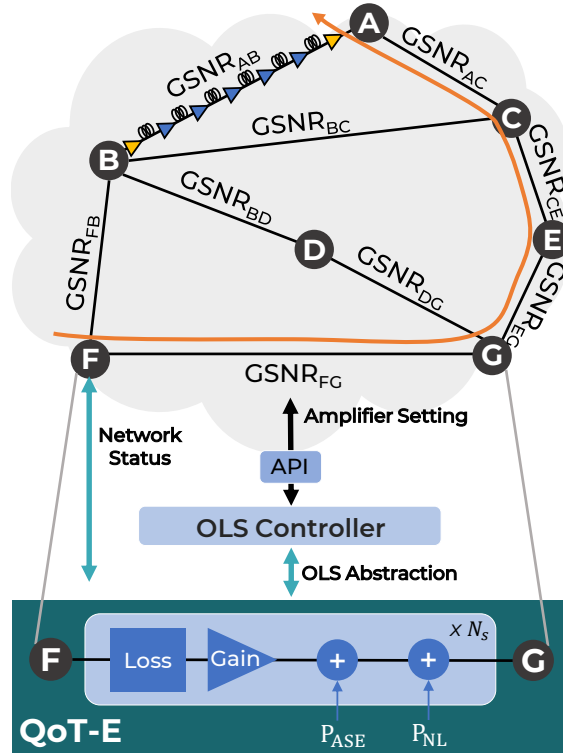 A
GSNR_AB
GSNR_AC
C
GSNR_BC
B
GSNR_CE
GSNR_BD
E
D
GSNR_FB
GSNR_DG
GSNR_EG
F
G
GSNR_FG
Amplifier Setting
Network
Status
API
OLS Controller
OLS Abstraction
x N_s
F
Loss
Gain
+
+
G
QoT-E
P_ASE
P_NL